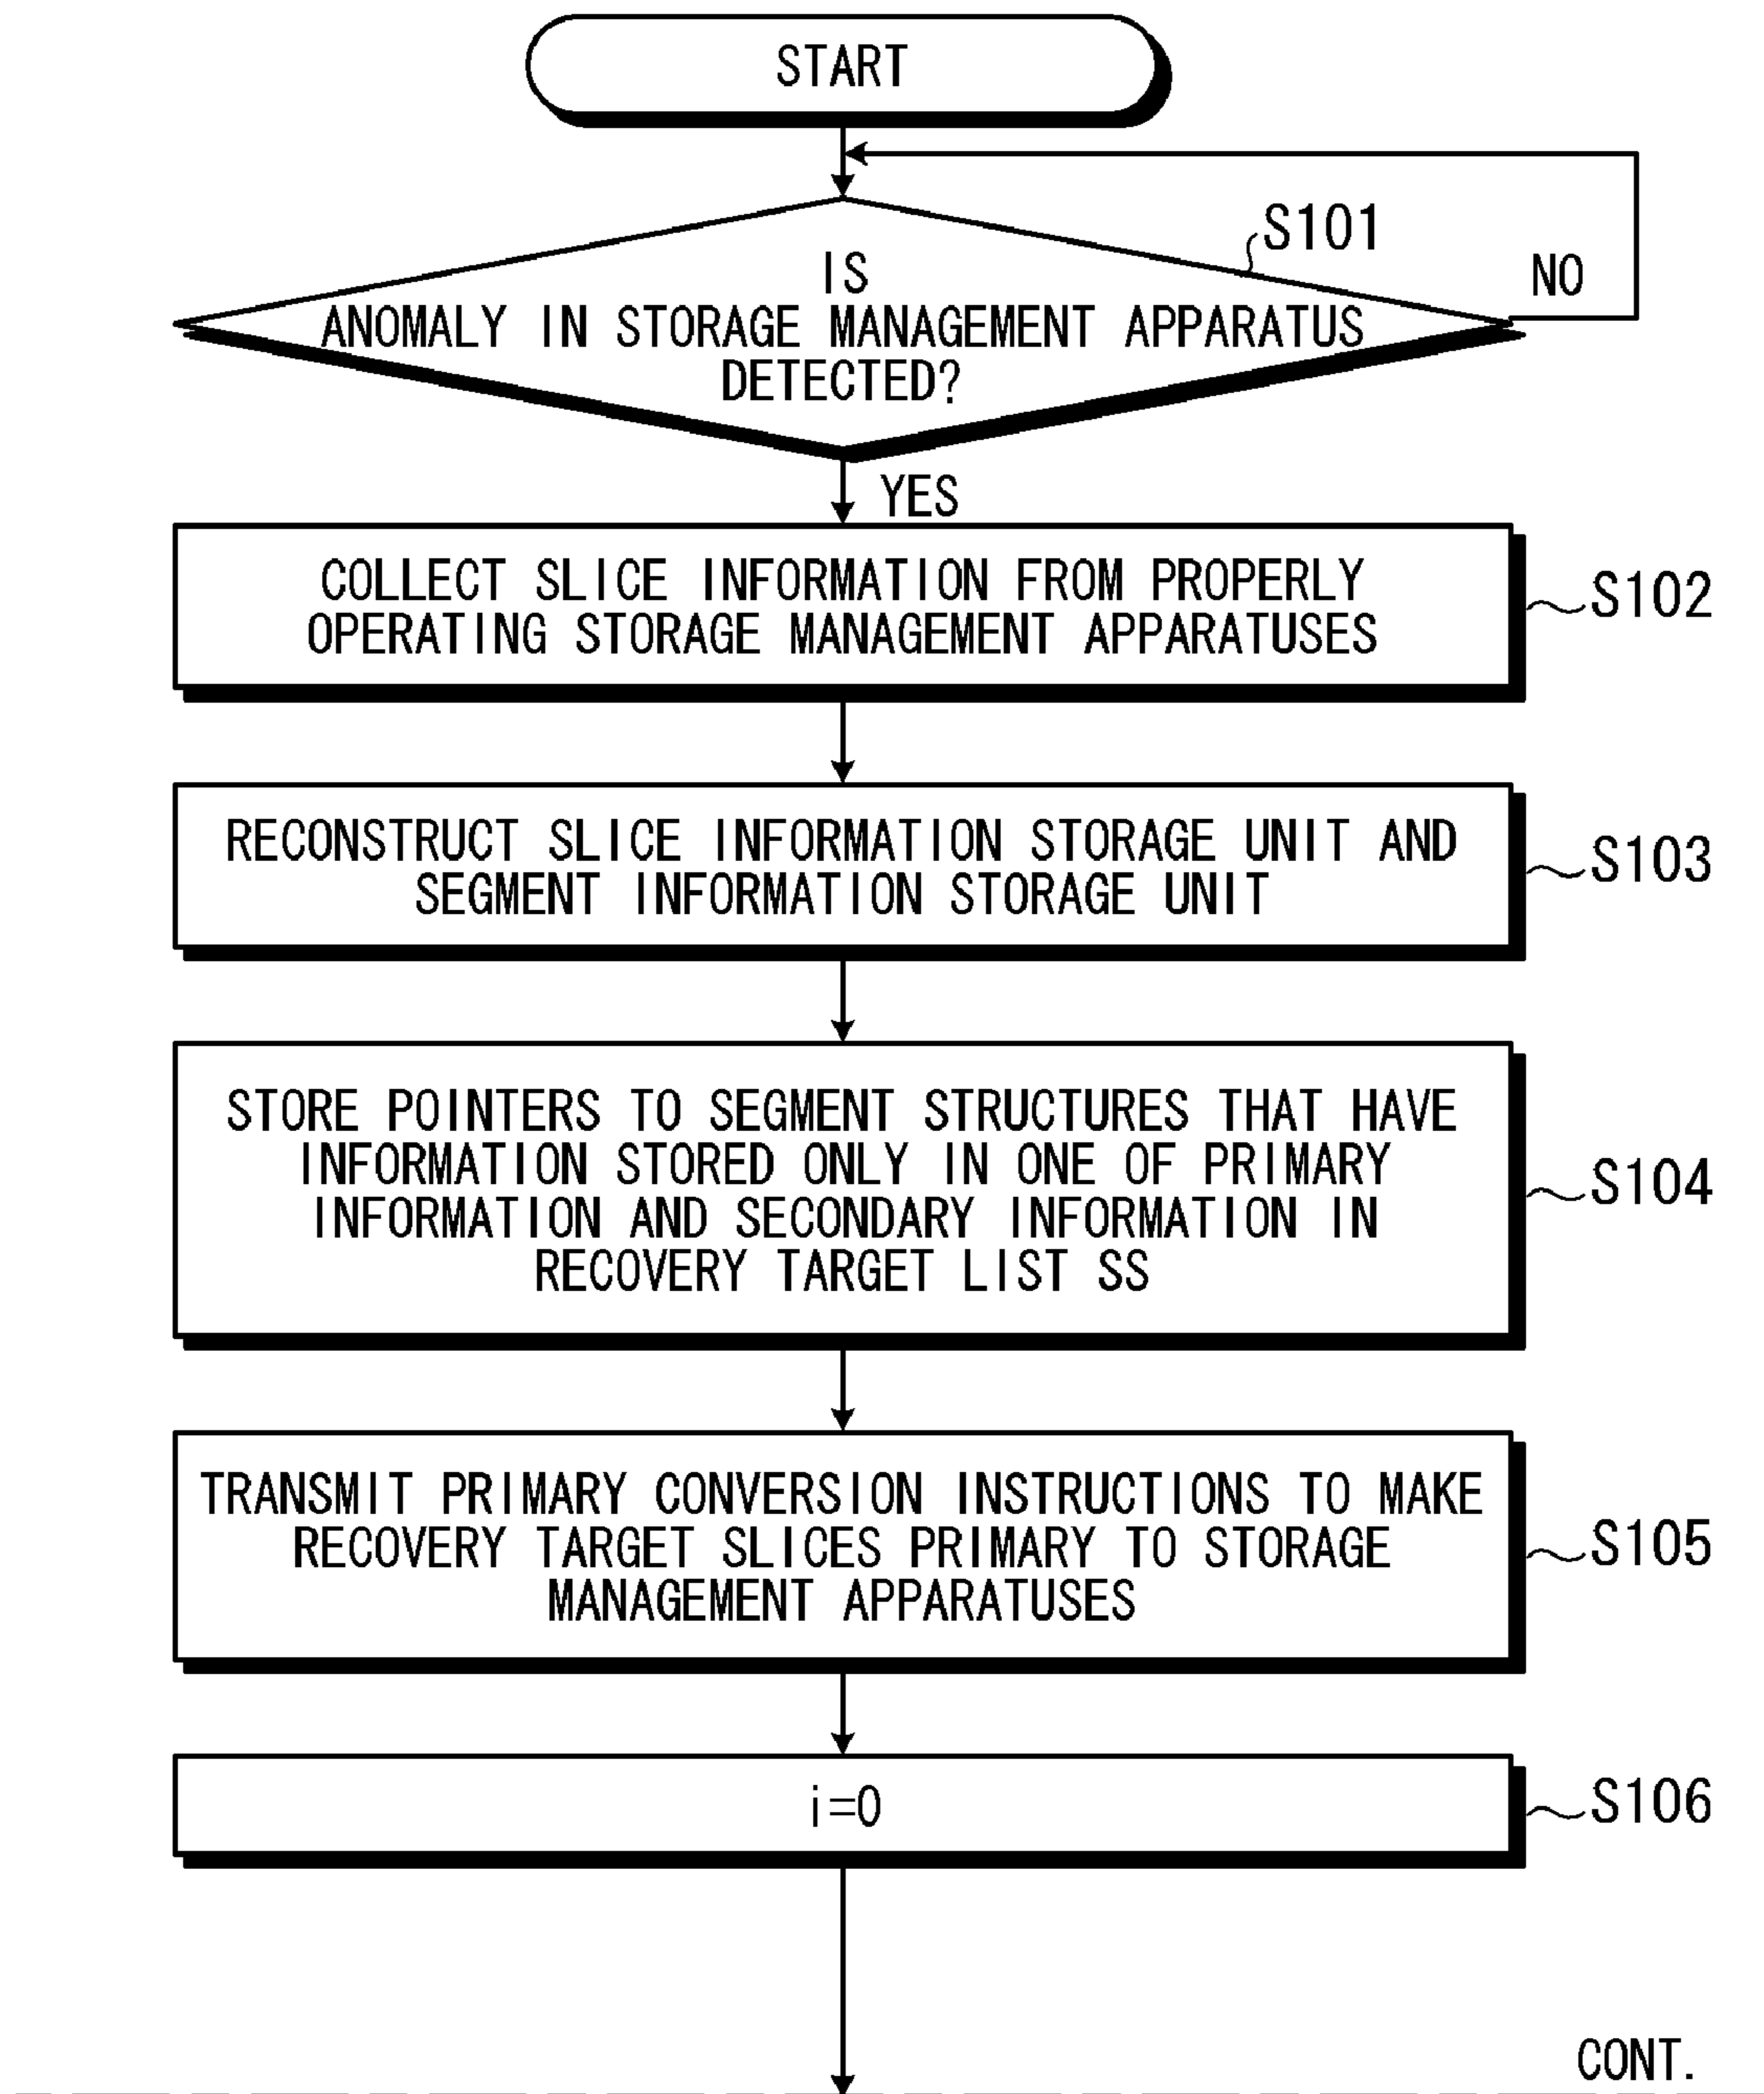 START
S101
NO
IS
ANOMALY IN STORAGE MANAGEMENT APPARATUS
DETECTED?
YES
COLLECT SLICE INFORMATION FROM PROPERLY
OPERATING STORAGE MANAGEMENT APPARATUSES
S102
RECONSTRUCT SLICE INFORMATION STORAGE UNIT AND
SEGMENT INFORMATION STORAGE UNIT
S103
STORE POINTERS TO SEGMENT STRUCTURES THAT HAVE
INFORMATION STORED ONLY IN ONE OF PRIMARY
INFORMATION AND SECONDARY INFORMATION IN
RECOVERY TARGET LIST SS
S104
TRANSMIT PRIMARY CONVERSION INSTRUCTIONS TO MAKE
RECOVERY TARGET SLICES PRIMARY TO STORAGE
MANAGEMENT APPARATUSES
S105
i=0
S106
CONT.